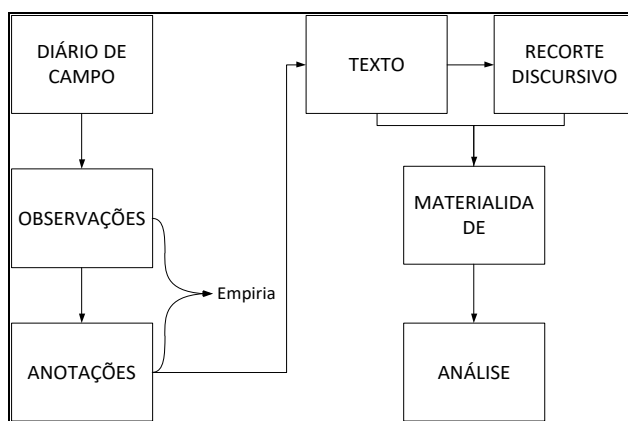 DIÁRIO DE
CAMPO
OBSERVAÇÕES
Empiria
ANOTAÇÕES
TEXTO
RECORTE
DISCURSIVO
MATERIALIDA
DE
ANÁLISE